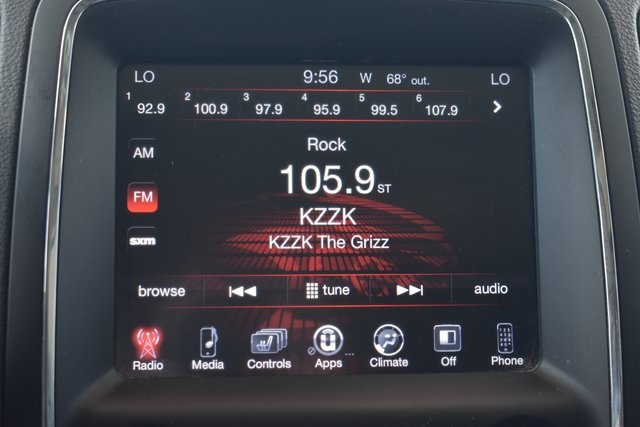 LO 9:56 W 68° out. LO
1 92.9 2 100.9 3 97.9 4 95.9 5 99.5 6 107.9
Rock
AM
105.9 ST
FM
KZZK
sxm
KZZK The Grizz
browse tune audio
Radio Media Controls Apps Climate Off Phone